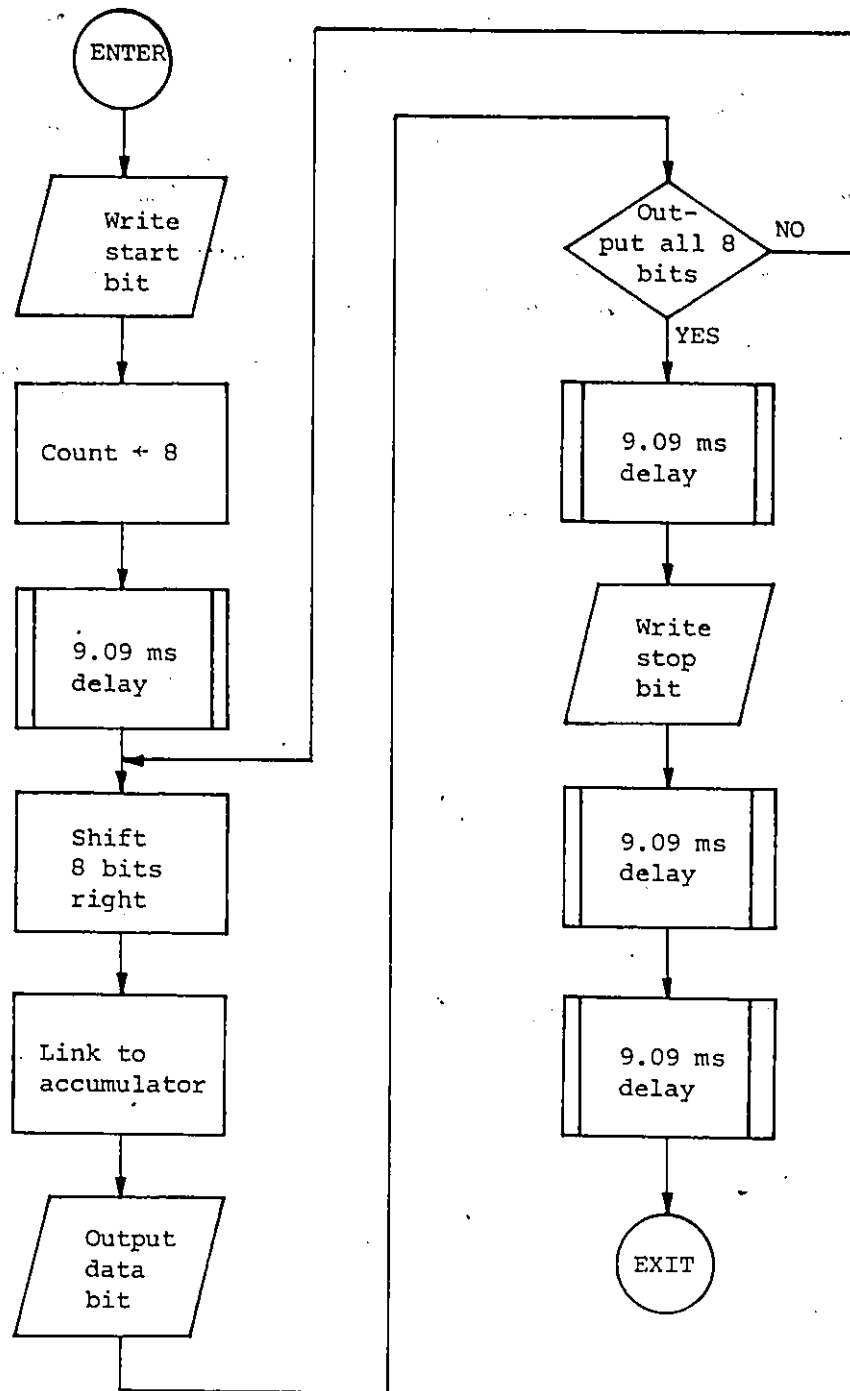 ENTER
Write
start
bit
Count ← 8
9.09 ms
delay
Shift
8 bits
right
Link to
accumulator
Output
data
bit
Out-
put all 8
bits
NO
YES
9.09 ms
delay
Write
stop
bit
9.09 ms
delay
9.09 ms
delay
EXIT